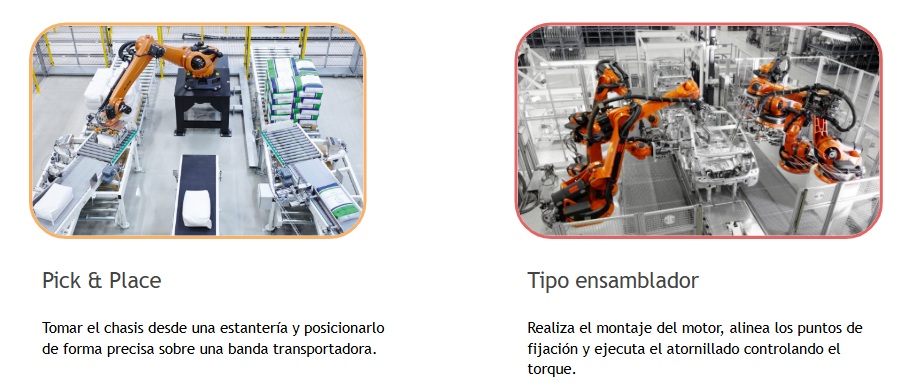 Pick & Place
Tomar el chasis desde una estantería y posicionarlo
de forma precisa sobre una banda transportadora.
Tipo ensamblador
Realiza el montaje del motor, alinea los puntos de
fijación y ejecuta el atornillado controlando el
torque.